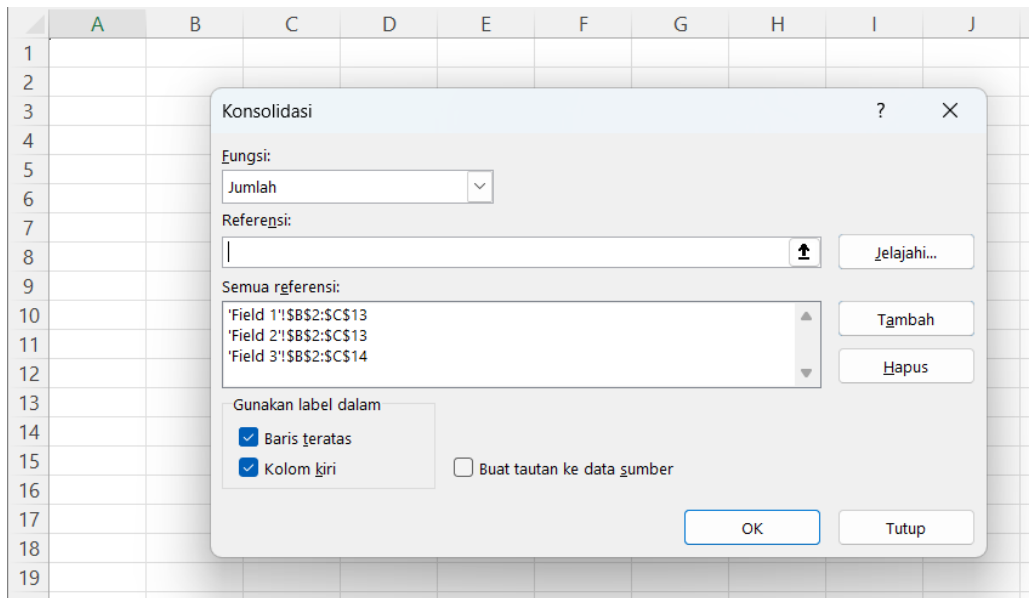 A B C D E F G H I J
1
2
3
Konsolidasi ?
4
5
Fungsi:
6
Jumlah
7
Referensi:
8
Jelajahi...
9
Semua referensi:
10
'Field 1'!$B$2:$C$13
Tambah
11
'Field 2'!$B$2:$C$13
'Field 3'!$B$2:$C$14
12
Hapus
13
Gunakan label dalam
14
Baris teratas
15
Kolom kiri
Buat tautan ke data sumber
16
17
OK
Tutup
18
19